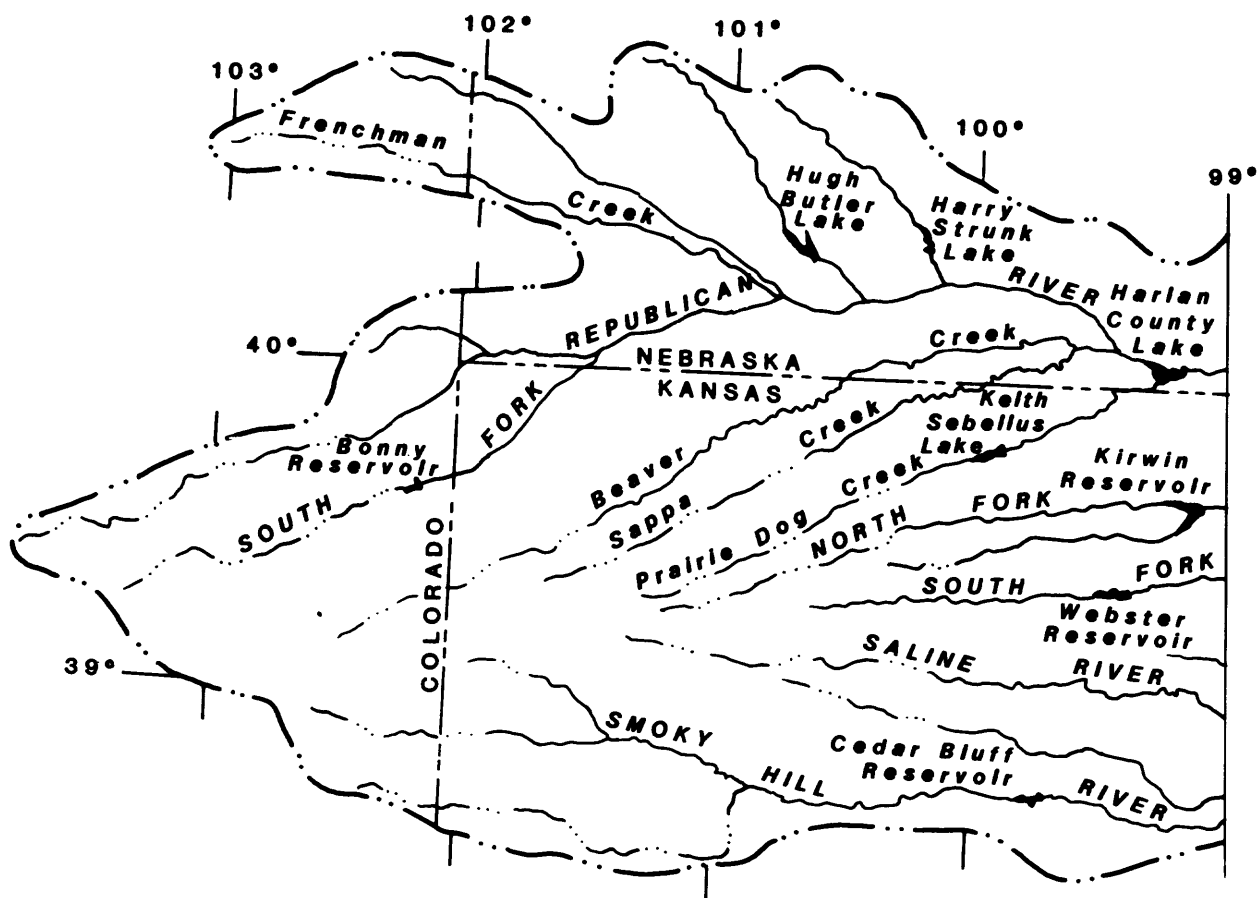 102°
101°
103°
100°
99°
Frenchman
Creek
Hugh
Butler
Lake
Harry
Strunk
Lake
REPUBLICAN
RIVER
Harlan
County
Lake
40°
NEBRASKA
KANSAS
Creek
FORK
Keith
Sebelius
Lake
Bonny
Reservoir
SOUTH
Beaver
Creek
Sappa
Creek
Prairie Dog
Kirwin
Reservoir
NORTH
FORK
SOUTH
FORK
Webster
Reservoir
COLORADO
39°
SALINE
RIVER
SMOKY
HILL
Cedar Bluff
Reservoir
RIVER